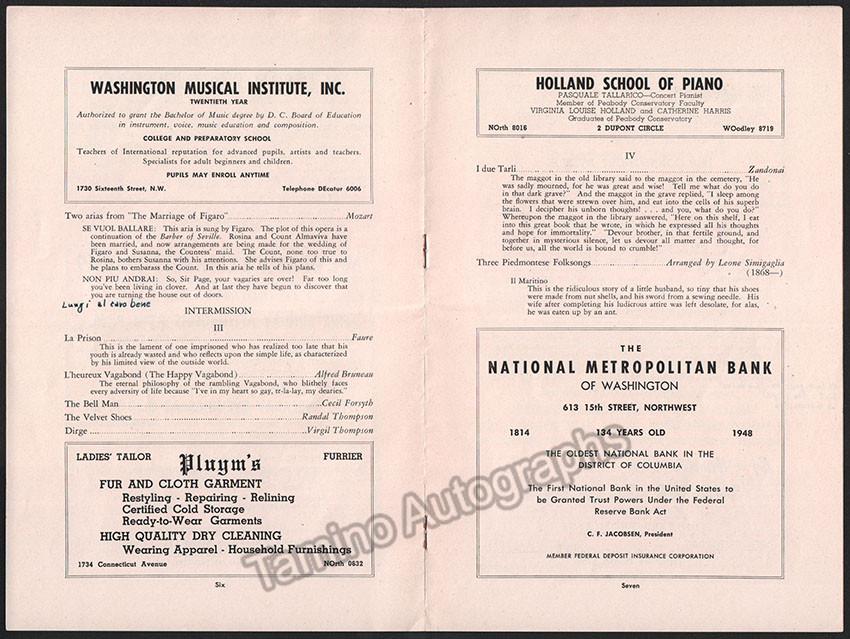 WASHINGTON MUSICAL INSTITUTE, INC.
TWENTIETH YEAR
Authorized to grant the Bachelor of Music degree by D. C. Board of Education
in instrument, voice, music education and composition.
COLLEGE AND PREPARATORY SCHOOL
Teachers of International reputation for advanced pupils, artists and teachers.
Specialists for adult beginners and children.
PUPILS MAY ENROLL ANYTIME
1730 Sixteenth Street, N.W. Telephone DEcatur 6006
Two arias from "The Marriage of Figaro" Mozart
SE VUOL BALLARE: This aria is sung by Figaro. The plot of this opera is a
continuation of the Barber of Seville. Rosina and Count Almaviva have
been married, and now arrangements are being made for the wedding of
Figaro and Susanna, the Countess' maid. The Count, none too true to
Rosina, bothers Susanna with his attentions. She advises Figaro of this and
he plans to embarass the Count. In this aria he tells of his plans.
NON PIU ANDRAI: So, Sir Page, your vagaries are over! Far too long
you've been living in clover. And at last they have begun to discover that
you are turning the house out of doors.
Lungi al caro bene
INTERMISSION
III
La Prison Faure
This is the lament of one imprisoned who has realized too late that his
youth is already wasted and who reflects upon the simple life, as characterized
by his limited view of the outside world.
L'heureux Vagabond (The Happy Vagabond) Alfred Bruneau
The eternal philosophy of the rambling Vagabond, who blithely faces
every adversity of life because "I've in my heart so gay, tr-la-lay, my dearies."
The Bell Man Cecil Forsyth
The Velvet Shoes Randal Thompson
Dirge Virgil Thompson
LADIES' TAILOR Pluym's FURRIER
FUR AND CLOTH GARMENT
Restyling - Repairing - Relining
Certified Cold Storage
Ready-to-Wear Garments
HIGH QUALITY DRY CLEANING
Wearing Apparel - Household Furnishings
1734 Connecticut Avenue NOrth 0632
Six
HOLLAND SCHOOL OF PIANO
PASQUALE TALLARICO—Concert Pianist
Member of Peabody Conservatory Faculty
VIRGINIA LOUISE HOLLAND and CATHERINE HARRIS
Graduates of Peabody Conservatory
NOrth 8016 2 DUPONT CIRCLE WOodley 8719
IV
I due Tarli Zandonai
The maggot in the old library said to the maggot in the cemetery, "He
was sadly mourned, for he was great and wise! Tell me what do you do
in that dark grave?" And the maggot in the grave replied, "I sleep among
the flowers that were strewn over him, and eat into the cells of his superb
brain. I decipher his unborn thoughts! . . . and you, what do you do?"
Whereupon the maggot in the library answered, "Here on this shelf, I eat
into this great book that he wrote, in which he expressed all his thoughts
and hope for immortality." "Devour brother, in that fertile ground, and
together in mysterious silence, let us devour all matter and thought, for
before us, all the world is bound to crumble!"
Three Piedmontese Folksongs Arranged by Leone Simigaglia
(1868—)
Il Maritino
This is the ridiculous story of a little husband, so tiny that his shoes
were made from nut shells, and his sword from a sewing needle. His
wife after completing his ludicrous attire was left desolate, for alas,
he was eaten up by an ant.
THE
NATIONAL METROPOLITAN BANK
OF WASHINGTON
613 15th STREET, NORTHWEST
1814 134 YEARS OLD 1948
THE OLDEST NATIONAL BANK IN THE
DISTRICT OF COLUMBIA
The First National Bank in the United States to
be Granted Trust Powers Under the Federal
Reserve Bank Act
C. F. JACOBSEN, President
MEMBER FEDERAL DEPOSIT INSURANCE CORPORATION
Seven
Tamino Autographs